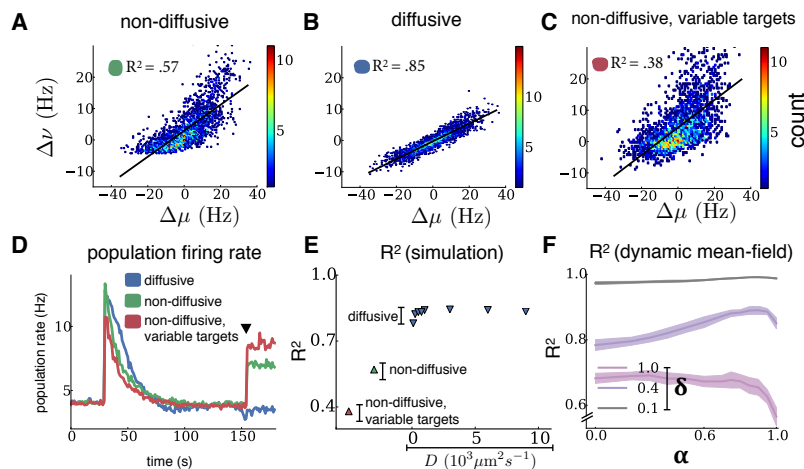 A non-diffusive
R² = .57
Δν (Hz)
30
20
10
0
−10
−40 −20 0 20 40
Δμ (Hz)
10
5
B diffusive
R² = .85
−40 −20 0 20 40
Δμ (Hz)
10
5
C non-diffusive, variable targets
R² = .38
30
20
10
0
−10
−40 −20 0 20 40
Δμ (Hz)
10
5
count
D population firing rate
diffusive
non-diffusive
non-diffusive,
variable targets
population rate (Hz)
10
5
0 50 100 150
time (s)
E R² (simulation)
R²
1.0
0.7
0.4
diffusive
non-diffusive
non-diffusive,
variable targets
0 5 10
D (10³μm²s⁻¹)
F R² (dynamic mean-field)
R²
1.0
0.8
0.6
1.0
0.4
0.1
δ
0.0 0.6 1.0
α